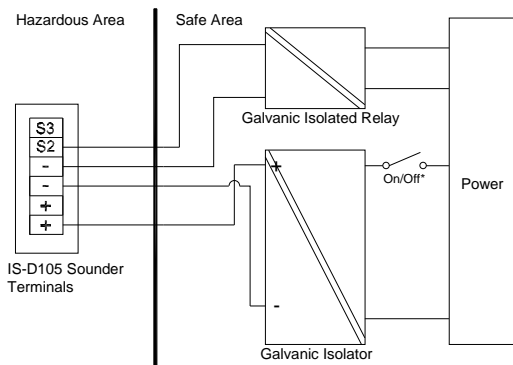 Hazardous Area
Safe Area
Galvanic Isolated Relay
S3
S2
-
-
+
+
IS-D105 Sounder
Terminals
+
On/Off*
Power
-
Galvanic Isolator